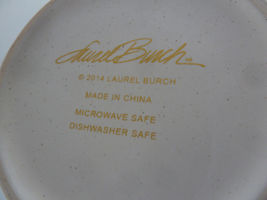 Laurel Burch
© 2014 LAUREL BURCH
MADE IN CHINA
MICROWAVE SAFE
DISHWASHER SAFE